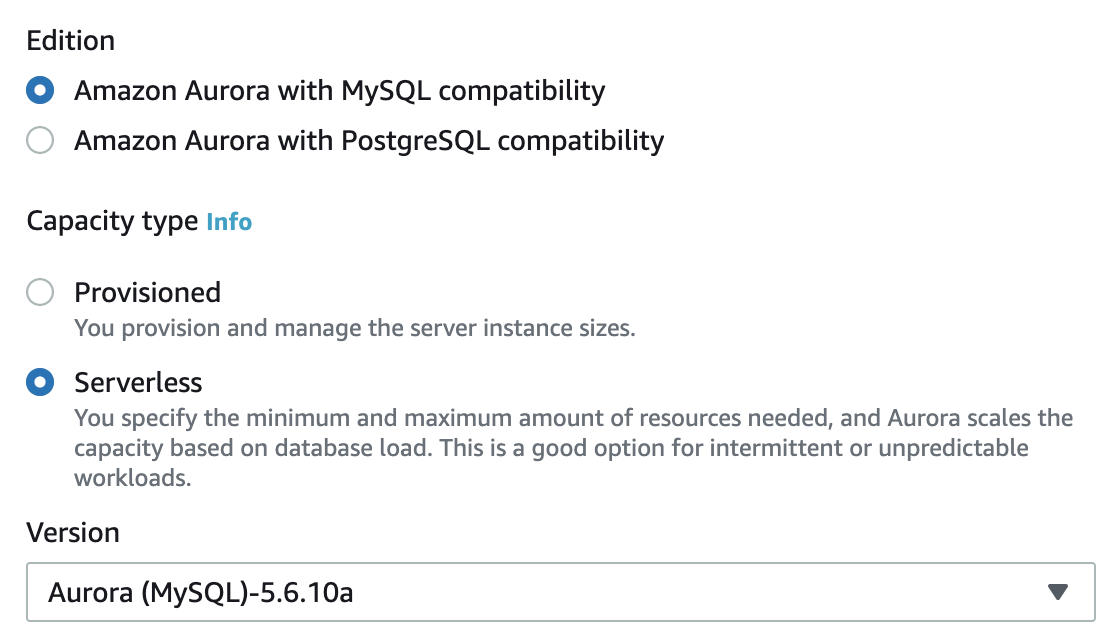 Edition
Amazon Aurora with MySQL compatibility
Amazon Aurora with PostgreSQL compatibility
Capacity type Info
Provisioned
You provision and manage the server instance sizes.
Serverless
You specify the minimum and maximum amount of resources needed, and Aurora scales the
capacity based on database load. This is a good option for intermittent or unpredictable
workloads.
Version
Aurora (MySQL)-5.6.10a